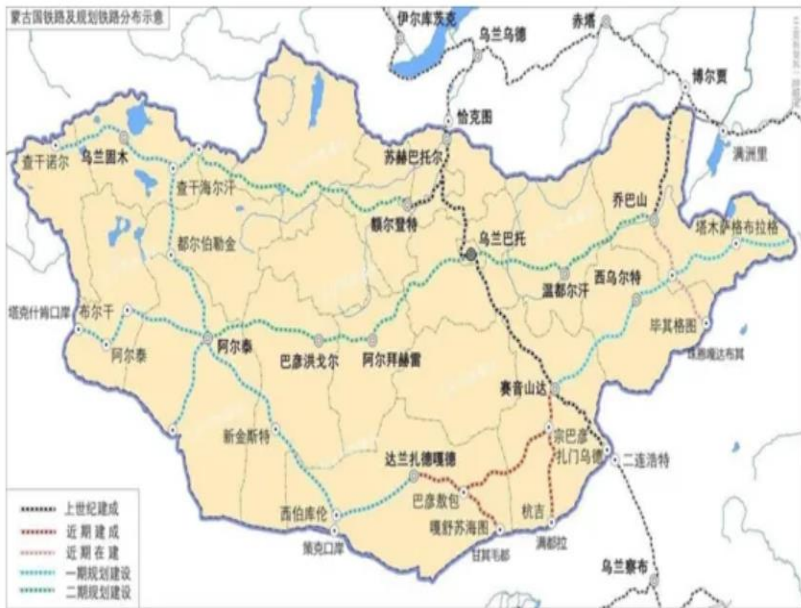 蒙古国铁路及规划铁路分布示意
伊尔库茨克
乌兰乌德
赤塔
博尔贾
恰克图
满洲里
查干诺尔
乌兰固木
苏赫巴托尔
查干海尔汗
额尔登特
乔巴山
塔木萨格布拉格
都尔伯勒金
乌兰巴托
温都尔汗
西乌尔特
塔克什肯口岸
布尔干
毕其格图
珠恩嘎达布其
阿尔泰
阿尔泰
巴彦洪戈尔
阿尔拜赫雷
赛音山达
新金斯特
宗巴彦
扎门乌德
二连浩特
达兰扎德嘎德
巴彦敖包
西伯库伦
嘎舒苏海图
杭吉
策克口岸
甘其毛都
满都拉
乌兰察布
上世纪建成
近期建成
近期在建
一期规划建设
二期规划建设